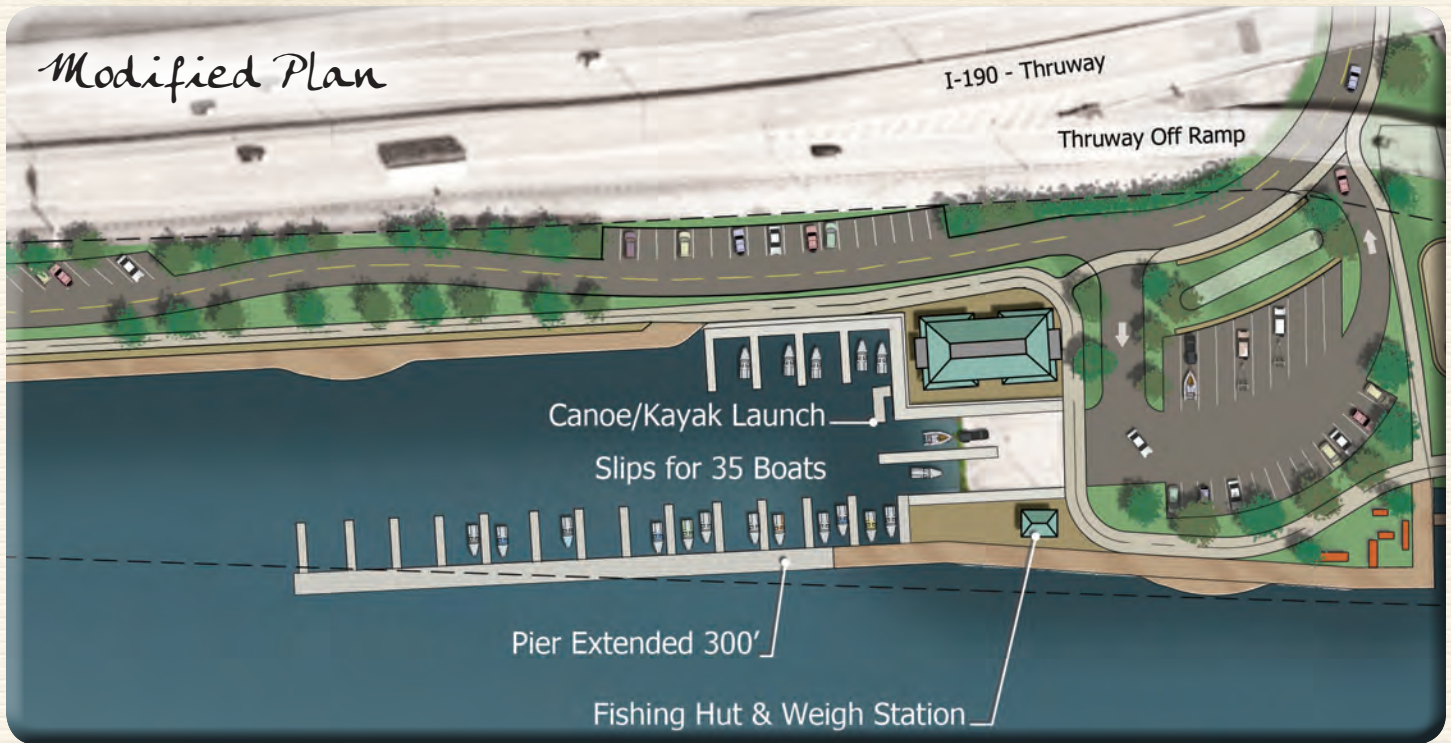 Modified Plan
I-190 - Thruway
Thruway Off Ramp
Canoe/Kayak Launch
Slips for 35 Boats
Pier Extended 300'
Fishing Hut & Weigh Station